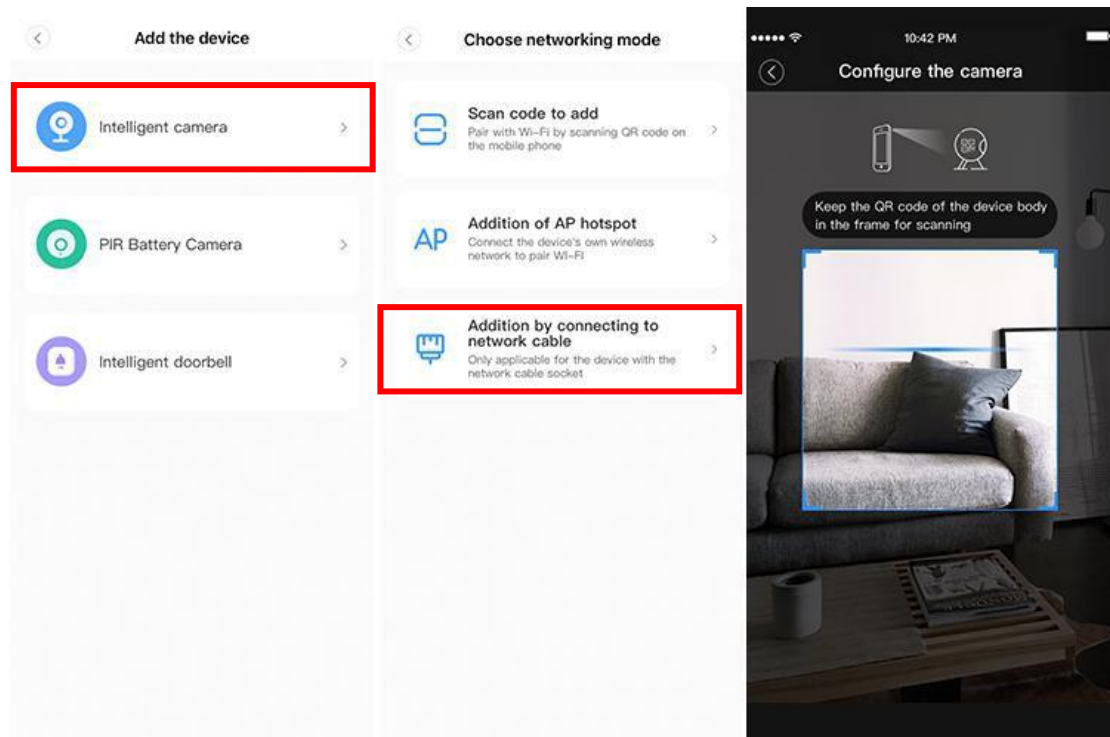 Add the device
Intelligent camera
PIR Battery Camera
Intelligent doorbell
Choose networking mode
Scan code to add
Pair with Wi-Fi by scanning QR code on
the mobile phone
AP
Addition of AP hotspot
Connect the device's own wireless
network to pair WI-FI
Addition by connecting to
network cable
Only applicable for the device with the
network cable socket
10:42 PM
Configure the camera
Keep the QR code of the device body
in the frame for scanning